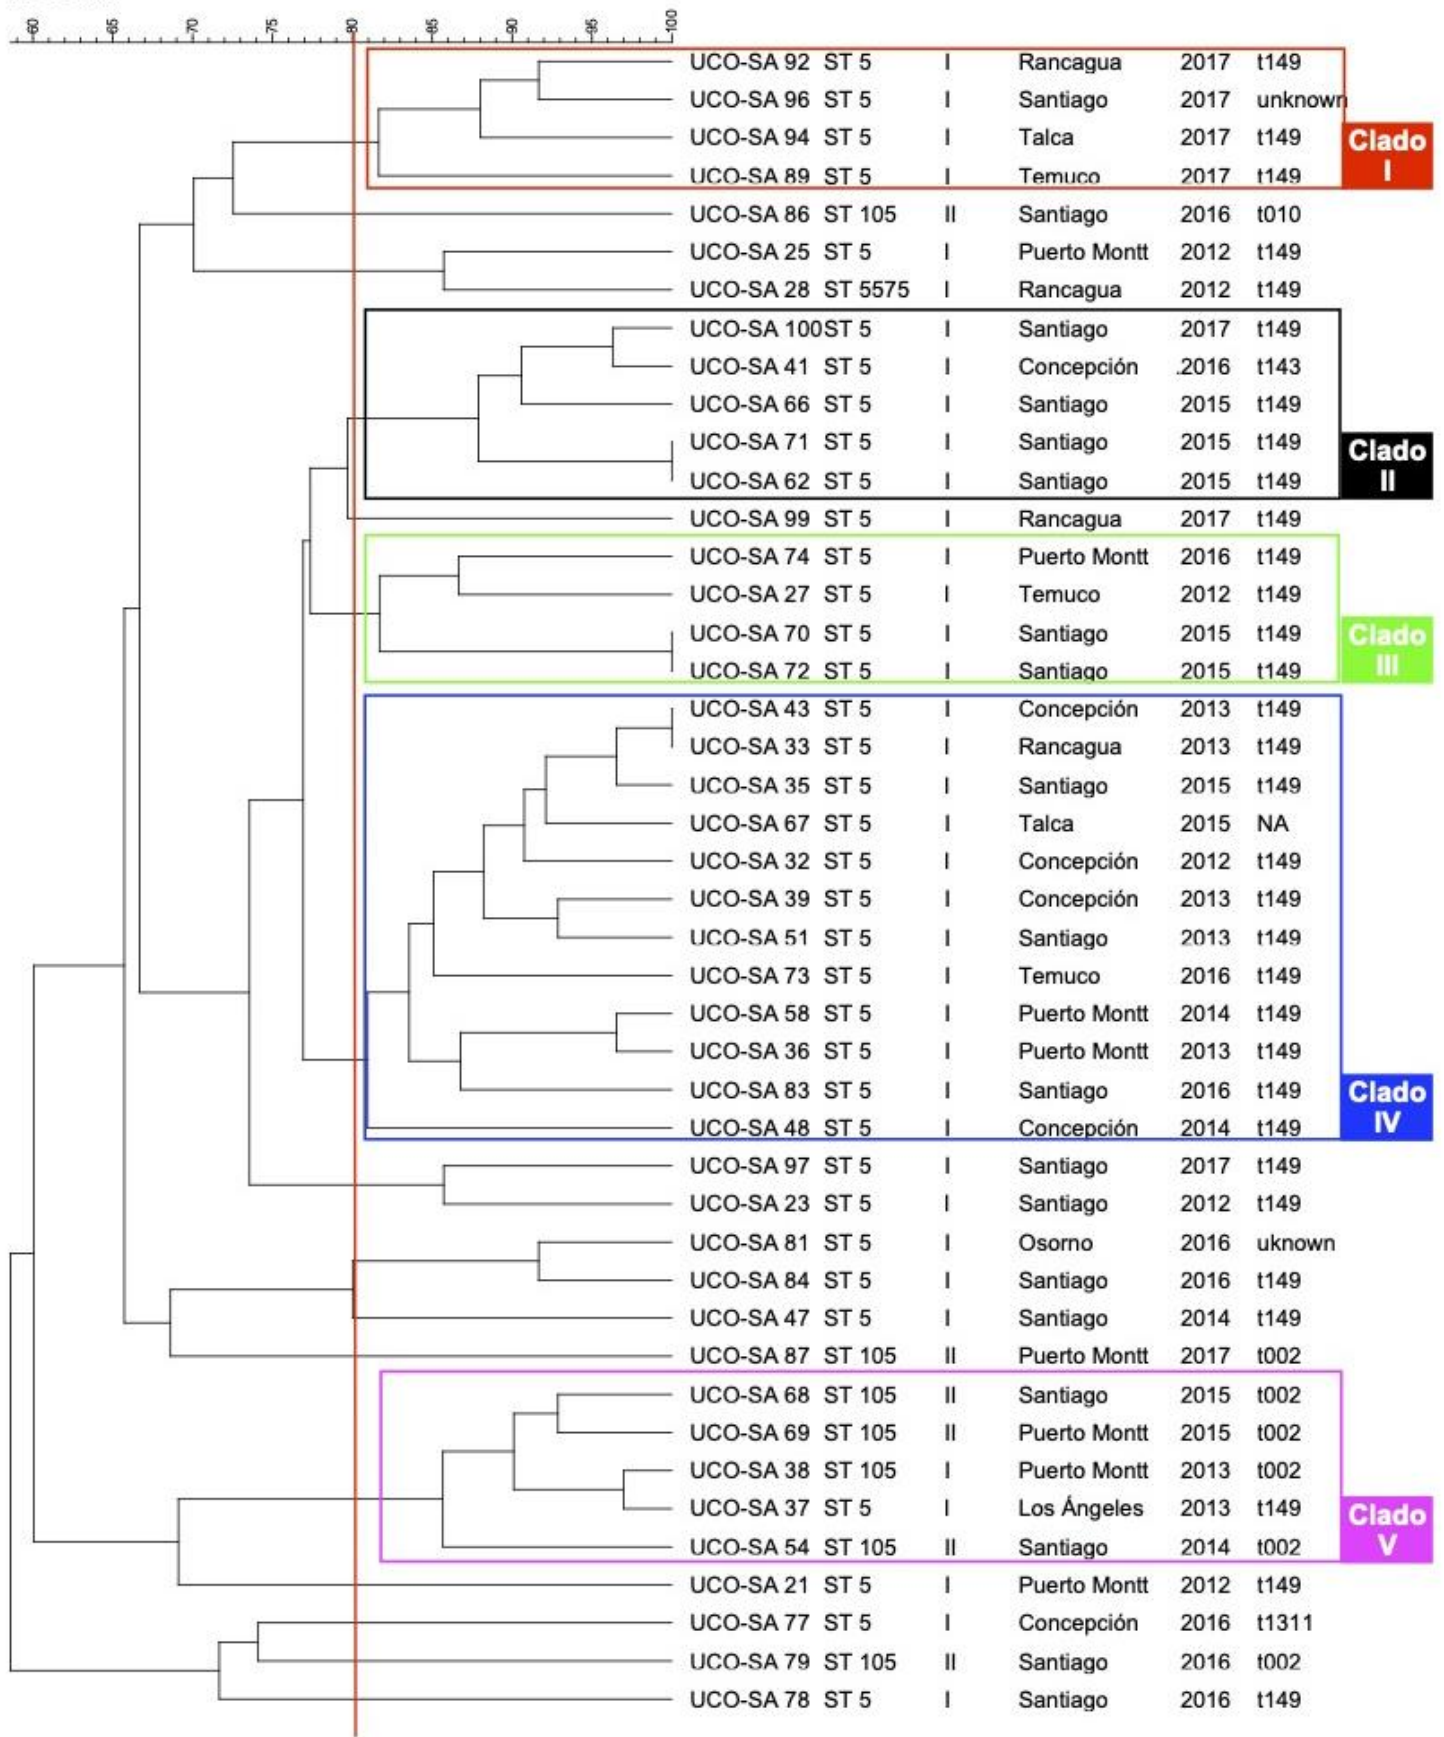 60 65 70 75 80 85 90 95 100
UCO-SA 92 ST 5 I Rancagua 2017 t149
UCO-SA 96 ST 5 I Santiago 2017 unknown
UCO-SA 94 ST 5 I Talca 2017 t149
Clado I
UCO-SA 89 ST 5 I Temuco 2017 t149
UCO-SA 86 ST 105 II Santiago 2016 t010
UCO-SA 25 ST 5 I Puerto Montt 2012 t149
UCO-SA 28 ST 5575 I Rancagua 2012 t149
UCO-SA 100 ST 5 I Santiago 2017 t149
UCO-SA 41 ST 5 I Concepción .2016 t143
UCO-SA 66 ST 5 I Santiago 2015 t149
UCO-SA 71 ST 5 I Santiago 2015 t149
Clado II
UCO-SA 62 ST 5 I Santiago 2015 t149
UCO-SA 99 ST 5 I Rancagua 2017 t149
UCO-SA 74 ST 5 I Puerto Montt 2016 t149
UCO-SA 27 ST 5 I Temuco 2012 t149
UCO-SA 70 ST 5 I Santiago 2015 t149
Clado III
UCO-SA 72 ST 5 I Santiago 2015 t149
UCO-SA 43 ST 5 I Concepción 2013 t149
UCO-SA 33 ST 5 I Rancagua 2013 t149
UCO-SA 35 ST 5 I Santiago 2015 t149
UCO-SA 67 ST 5 I Talca 2015 NA
UCO-SA 32 ST 5 I Concepción 2012 t149
UCO-SA 39 ST 5 I Concepción 2013 t149
UCO-SA 51 ST 5 I Santiago 2013 t149
UCO-SA 73 ST 5 I Temuco 2016 t149
UCO-SA 58 ST 5 I Puerto Montt 2014 t149
UCO-SA 36 ST 5 I Puerto Montt 2013 t149
UCO-SA 83 ST 5 I Santiago 2016 t149
Clado IV
UCO-SA 48 ST 5 I Concepción 2014 t149
UCO-SA 97 ST 5 I Santiago 2017 t149
UCO-SA 23 ST 5 I Santiago 2012 t149
UCO-SA 81 ST 5 I Osorno 2016 uknown
UCO-SA 84 ST 5 I Santiago 2016 t149
UCO-SA 47 ST 5 I Santiago 2014 t149
UCO-SA 87 ST 105 II Puerto Montt 2017 t002
UCO-SA 68 ST 105 II Santiago 2015 t002
UCO-SA 69 ST 105 II Puerto Montt 2015 t002
UCO-SA 38 ST 105 I Puerto Montt 2013 t002
UCO-SA 37 ST 5 I Los Ángeles 2013 t149
Clado V
UCO-SA 54 ST 105 II Santiago 2014 t002
UCO-SA 21 ST 5 I Puerto Montt 2012 t149
UCO-SA 77 ST 5 I Concepción 2016 t1311
UCO-SA 79 ST 105 II Santiago 2016 t002
UCO-SA 78 ST 5 I Santiago 2016 t149